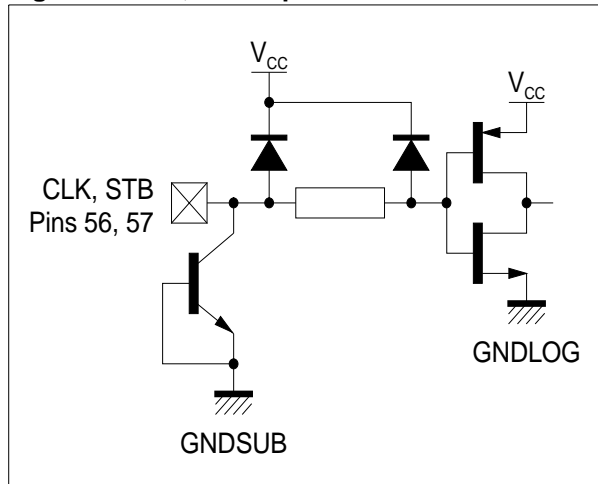 V_CC
V_CC
CLK, STB
Pins 56, 57
GNDLOG
GNDSUB